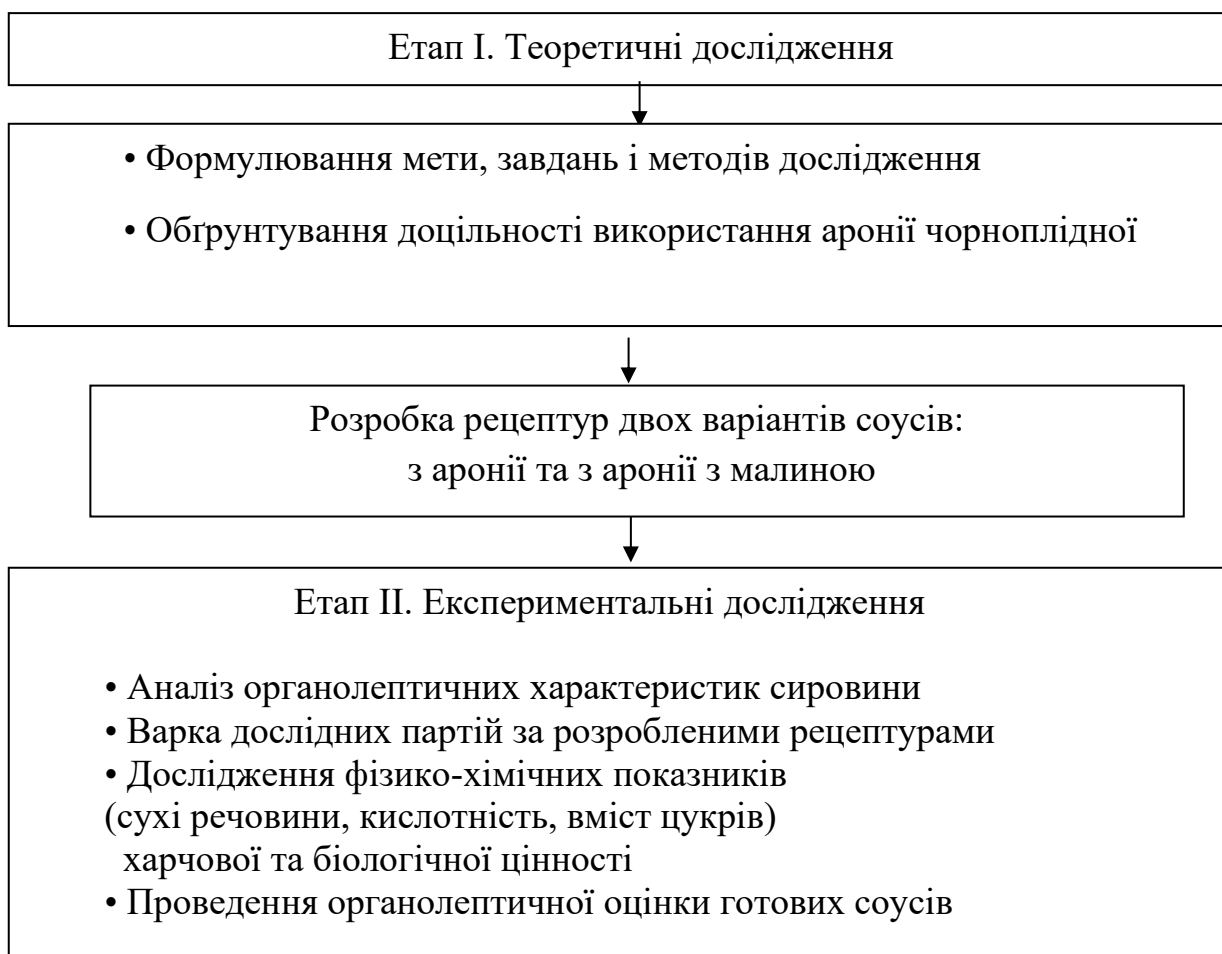 Етап І. Теоретичні дослідження
• Формулювання мети, завдань і методів дослідження
• Обґрунтування доцільності використання аронії чорноплідної
Розробка рецептур двох варіантів соусів:
з аронії та з аронії з малиною
Етап ІІ. Експериментальні дослідження
• Аналіз органолептичних характеристик сировини
• Варка дослідних партій за розробленими рецептурами
• Дослідження фізико-хімічних показників
(сухі речовини, кислотність, вміст цукрів)
харчової та біологічної цінності
• Проведення органолептичної оцінки готових соусів